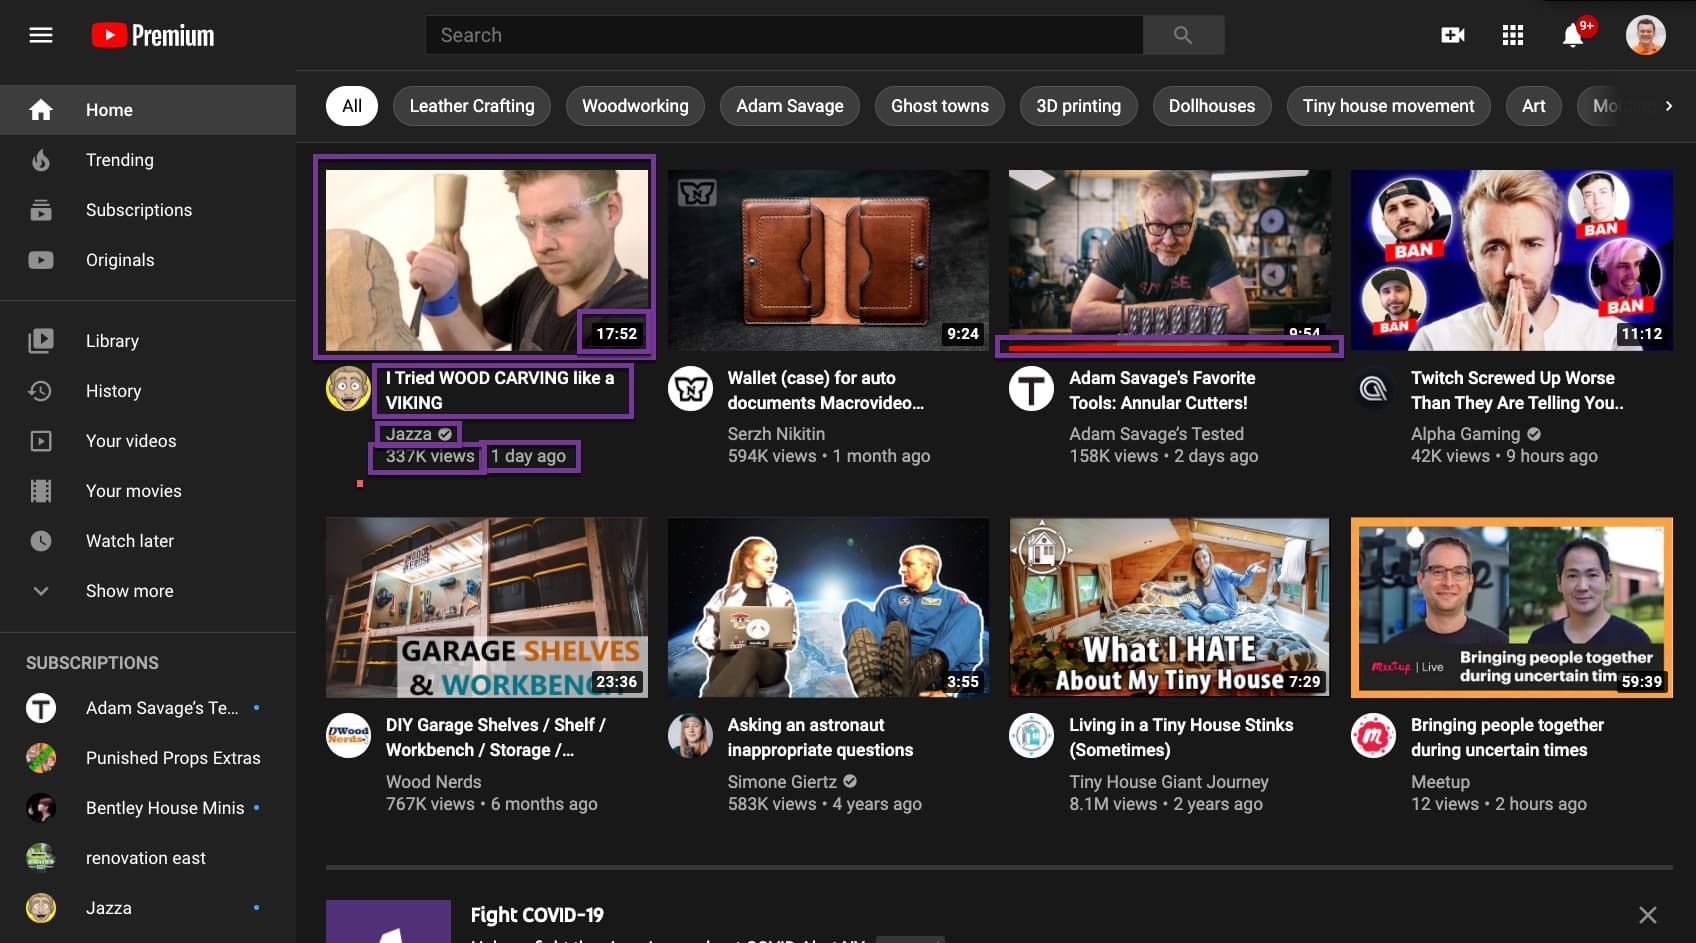 Premium
Search
9+
Home
Trending
Subscriptions
Originals
Library
History
Your videos
Your movies
Watch later
Show more
SUBSCRIPTIONS
Adam Savage's Te...
Punished Props Extras
Bentley House Minis
renovation east
Jazza
All
Leather Crafting
Woodworking
Adam Savage
Ghost towns
3D printing
Dollhouses
Tiny house movement
Art
17:52
I Tried WOOD CARVING like a
VIKING
Jazza
337K views
1 day ago
N
9:24
Wallet (case) for auto
documents Macrovideo...
Serzh Nikitin
594K views • 1 month ago
9:54
T
Adam Savage's Favorite
Tools: Annular Cutters!
Adam Savage's Tested
158K views • 2 days ago
BAN
BAN
BAN
BAN
11:12
Twitch Screwed Up Worse
Than They Are Telling You..
Alpha Gaming
42K views • 9 hours ago
GARAGE SHELVES
& WORKBENCH
23:36
DWood
Nerds
DIY Garage Shelves / Shelf /
Workbench / Storage /...
Wood Nerds
767K views • 6 months ago
3:55
Asking an astronaut
inappropriate questions
Simone Giertz
583K views • 4 years ago
What I HATE
About My Tiny House
7:29
Living in a Tiny House Stinks
(Sometimes)
Tiny House Giant Journey
8.1M views • 2 years ago
Meetup | Live
Bringing people together
during uncertain tim
59:39
m
Bringing people together
during uncertain times
Meetup
12 views • 2 hours ago
Fight COVID-19